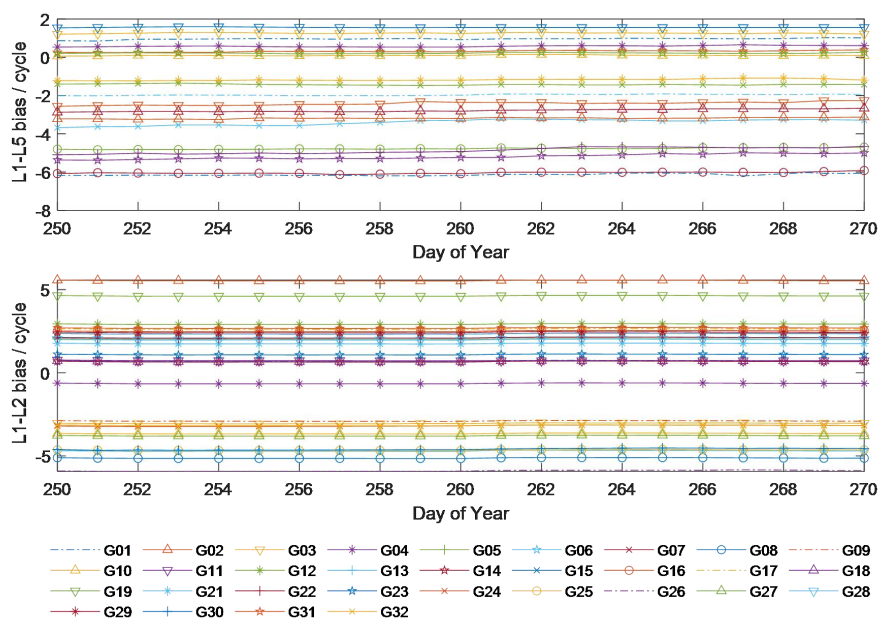 L1-L5 bias / cycle
2
0
-2
-4
-6
-8
250 252 254 256 258 260 262 264 266 268 270
Day of Year
L1-L2 bias / cycle
5
0
-5
250 252 254 256 258 260 262 264 266 268 270
Day of Year
G01 G02 G03 G04 G05 G06 G07 G08 G09
G10 G11 G12 G13 G14 G15 G16 G17 G18
G19 G21 G22 G23 G24 G25 G26 G27 G28
G29 G30 G31 G32